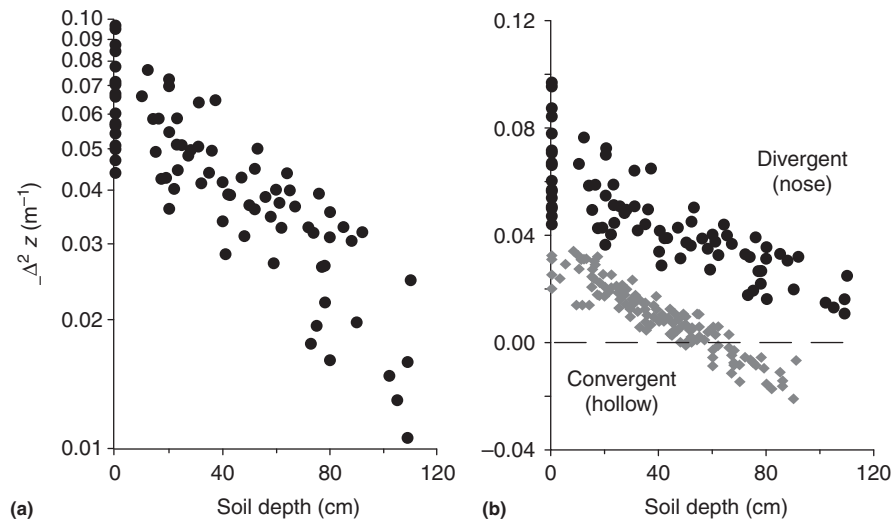 0.10
0.09
0.08
0.07
0.06
0.05
0.04
0.03
0.02
0.01
_Δ² z (m⁻¹)
0
40
80
120
Soil depth (cm)
(a)
0.12
0.08
0.04
0.00
−0.04
Divergent
(nose)
Convergent
(hollow)
0
40
80
120
Soil depth (cm)
(b)